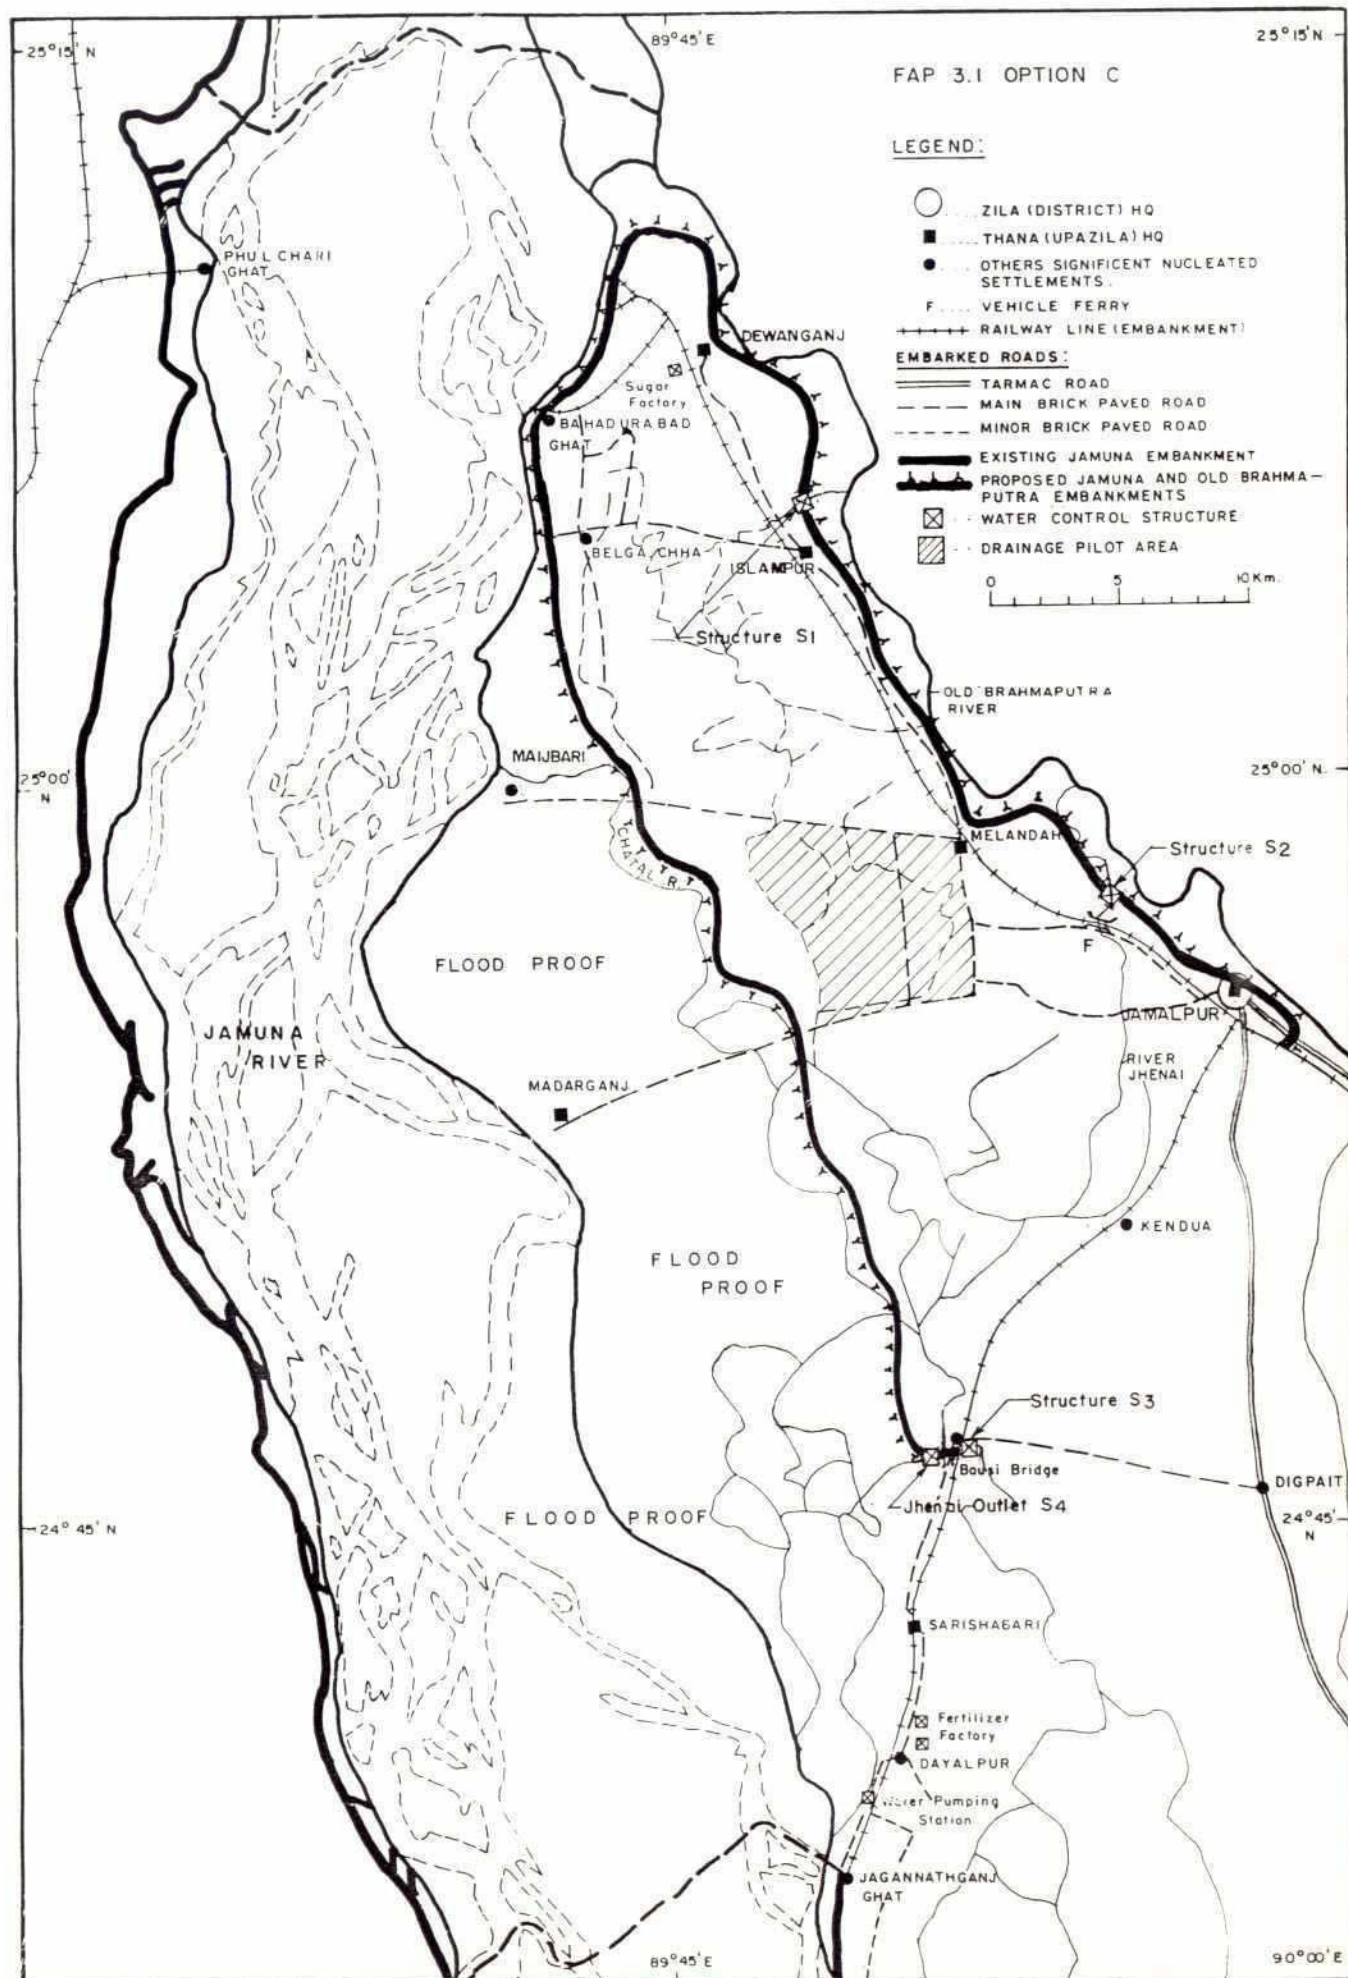 25°15' N
89°45' E
25°15' N
FAP 3.1 OPTION C
LEGEND:
ZILA (DISTRICT) HQ
THANA (UPAZILA) HQ
OTHERS SIGNIFICENT NUCLEATED
SETTLEMENTS.
F .... VEHICLE FERRY
RAILWAY LINE (EMBANKMENT)
EMBARKED ROADS:
TARMAC ROAD
MAIN BRICK PAVED ROAD
MINOR BRICK PAVED ROAD
EXISTING JAMUNA EMBANKMENT
PROPOSED JAMUNA AND OLD BRAHMA-
PUTRA EMBANKMENTS
WATER CONTROL STRUCTURE
DRAINAGE PILOT AREA
0 5 10 Km.
PHULCHARI
GHAT
DEWANGANJ
Sugar
Factory
BAHADURABAD
GHAT
BELGACHHA
ISLAMPUR
Structure S1
OLD BRAHMAPUTRA
RIVER
MAIJBARI
25°00'
N
25°00' N.
CHATAL R.
MELANDAH
Structure S2
F
FLOOD PROOF
JAMALPUR
JAMUNA
RIVER
RIVER
JHENAI
MADARGANJ
KENDUA
FLOOD
PROOF
Structure S3
Bausi Bridge
DIGPAIT
Jhenai Outlet S4
FLOOD PROOF
24°45' N
24°45'
N
SARISHABARI
Fertilizer
Factory
DAYALPUR
Water Pumping
Station
JAGANNATHGANJ
GHAT
89°45' E
90°00' E